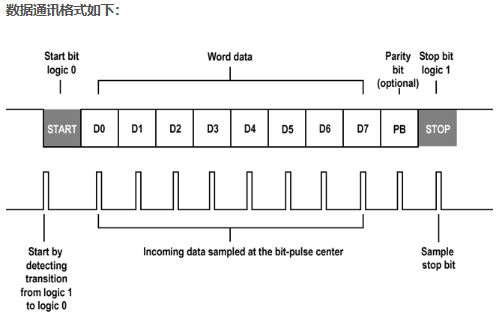 数据通讯格式如下：
Start bit
logic 0
Word data
Parity
bit
(optional)
Stop bit
logic 1
START D0 D1 D2 D3 D4 D5 D6 D7 PB STOP
Start by
detecting
transition
from logic 1
to logic 0
Incoming data sampled at the bit-pulse center
Sample
stop bit